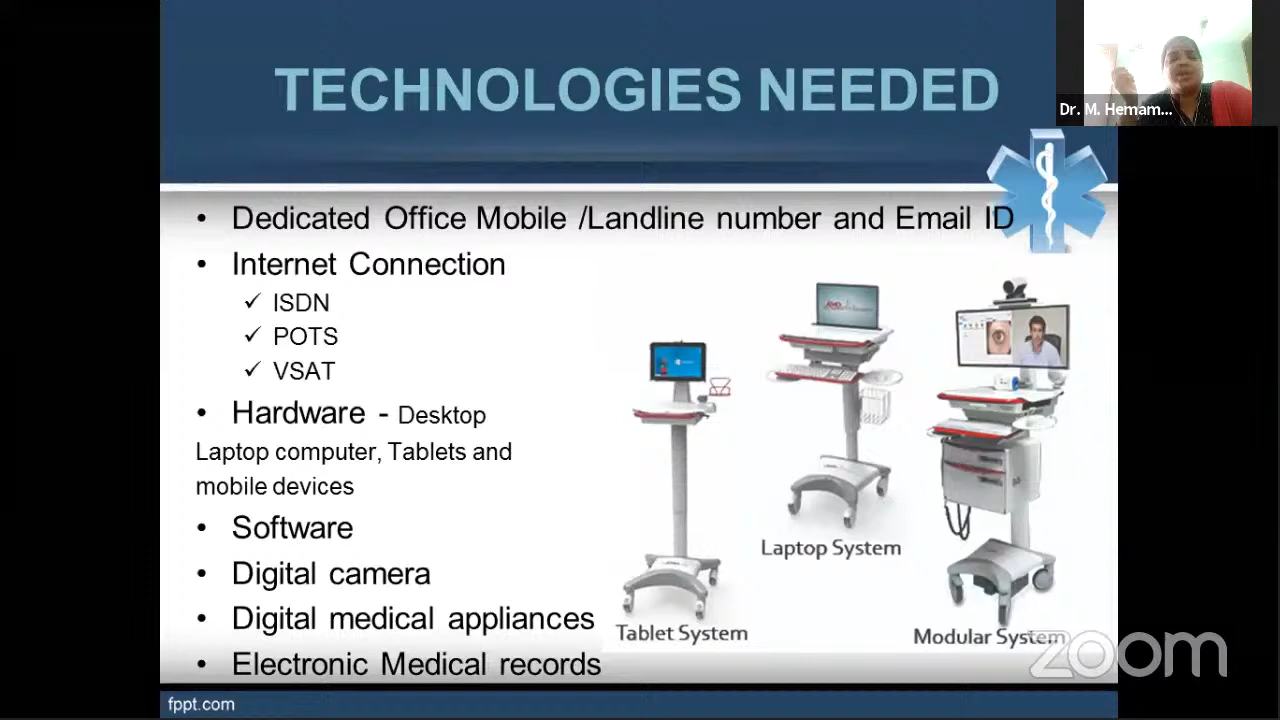 TECHNOLOGIES NEEDED
Dr. M. Hemam...
• Dedicated Office Mobile /Landline number and Email ID
• Internet Connection
✓ ISDN
✓ POTS
✓ VSAT
• Hardware - Desktop
Laptop computer, Tablets and
mobile devices
• Software
• Digital camera
• Digital medical appliances
• Electronic Medical records
Laptop System
Tablet System
Modular System
zoom
fppt.com